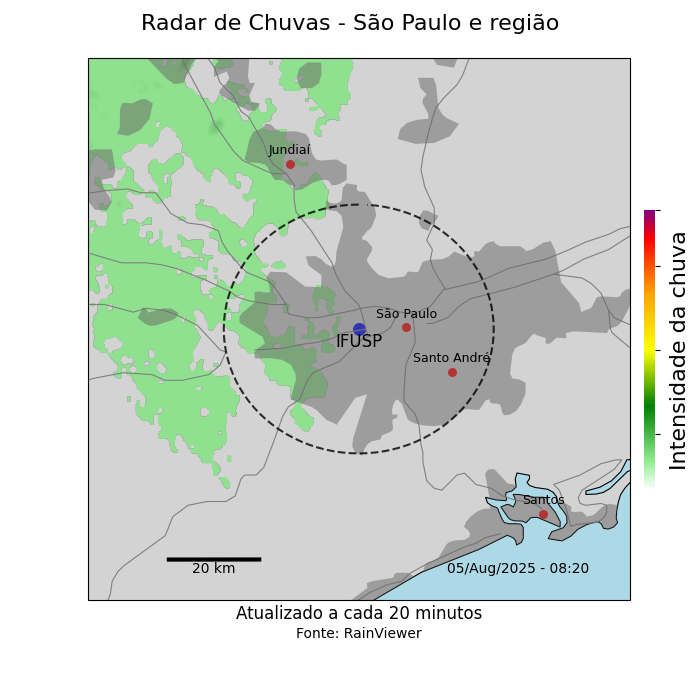 Radar de Chuvas - São Paulo e região
Jundiaí
São Paulo
IFUSP
Santo André
Intensidade da chuva
Santos
20 km
05/Aug/2025 - 08:20
Atualizado a cada 20 minutos
Fonte: RainViewer